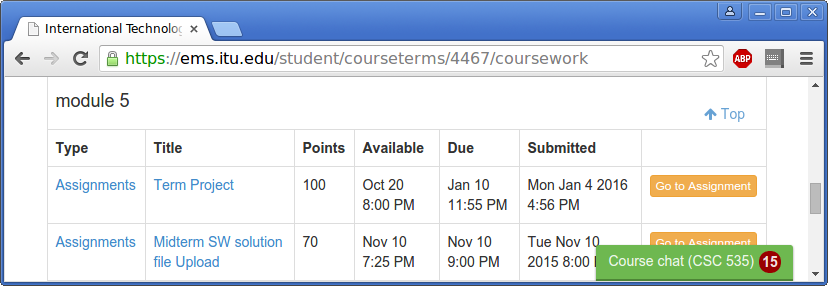 International Technolog
https://ems.itu.edu/student/courseterms/4467/coursework
ABP
module 5
Top
Type Title Points Available Due Submitted
Assignments Term Project 100 Oct 20 Jan 10 Mon Jan 4 2016 Go to Assignment
8:00 PM 11:55 PM 4:56 PM
Assignments Midterm SW solution 70 Nov 10 Nov 10 Tue Nov 10 Go to Assignment
file Upload 7:25 PM 9:00 PM 2015 8:00
Course chat (CSC 535) 15